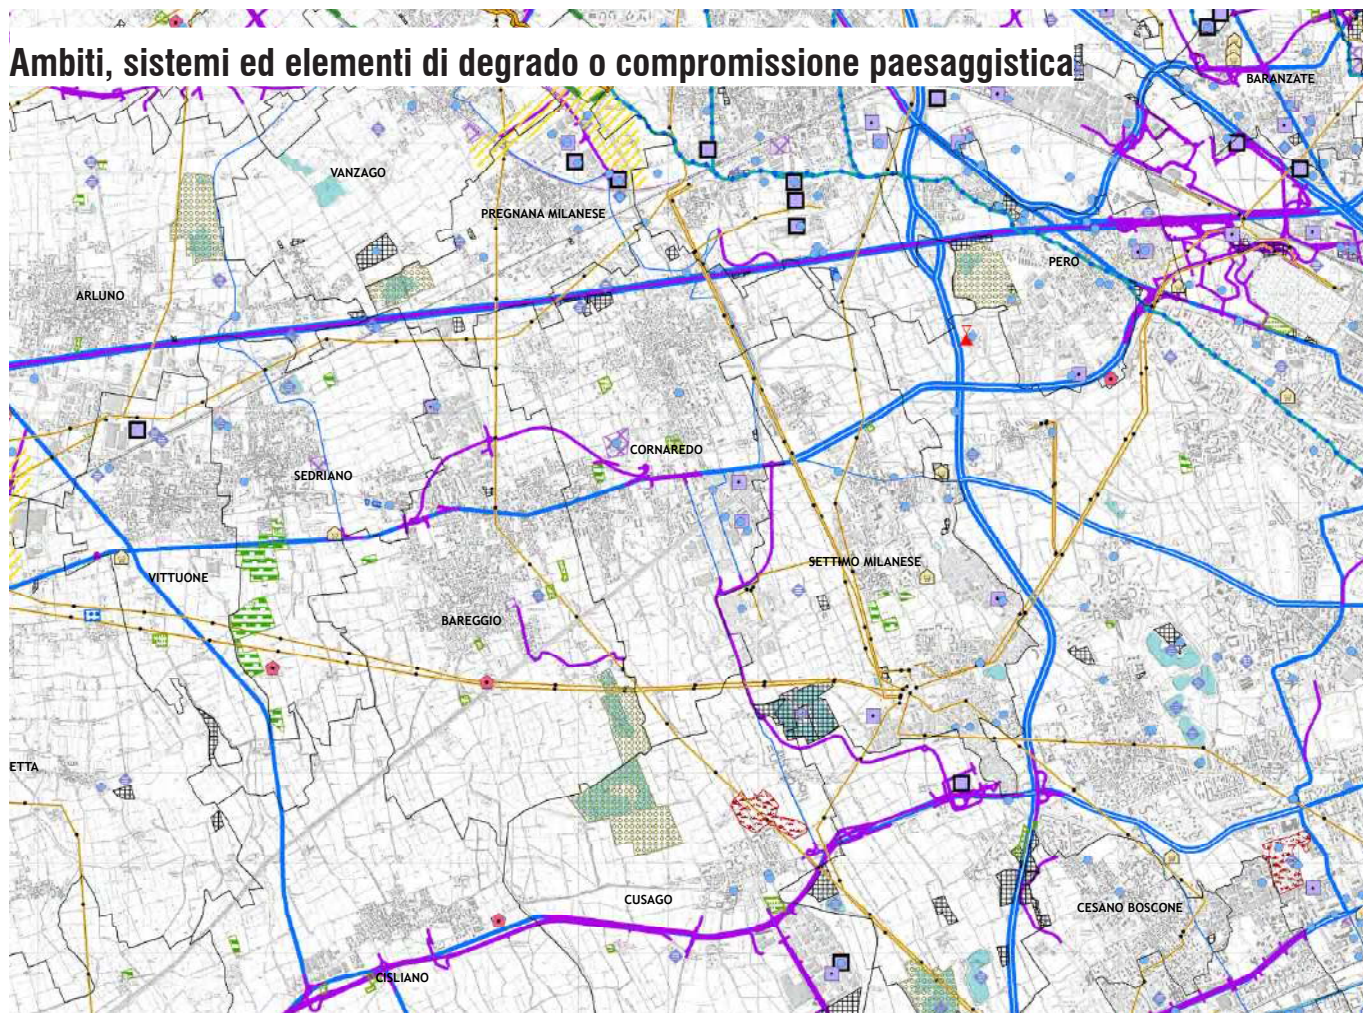 Ambiti, sistemi ed elementi di degrado o compromissione paesaggistica
BARANZATE
VANZAGO
PREGNANA MILANESE
PERO
ARLUNO
CORNAREDO
SEDRIANO
SETTIMO MILANESE
VITTUONE
BAREGGIO
ETTA
CUSAGO
CESANO BOSCONE
CISLIANO